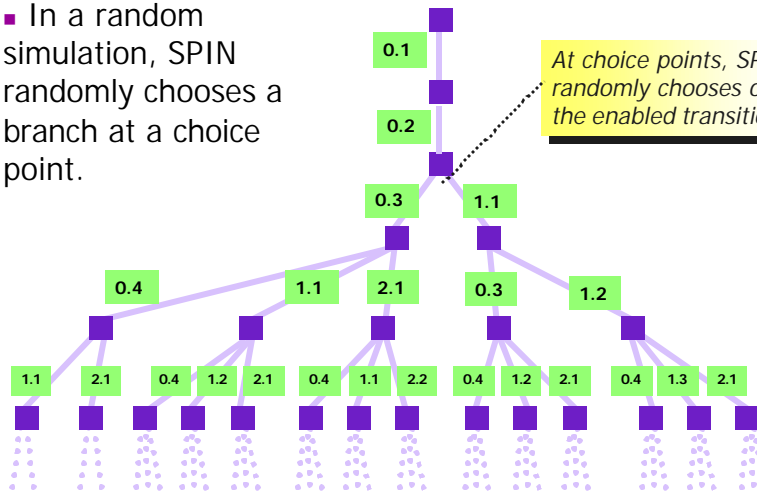 ▪ In a random
simulation, SPIN
randomly chooses a
branch at a choice
point.
At choice points,
randomly chooses
the enabled
0.1
0.2
0.3 1.1
0.4 1.1 2.1 0.3 1.2
1.1 2.1 0.4 1.2 2.1 0.4 1.1 2.2 0.4 1.2 2.1 0.4 1.3 2.1